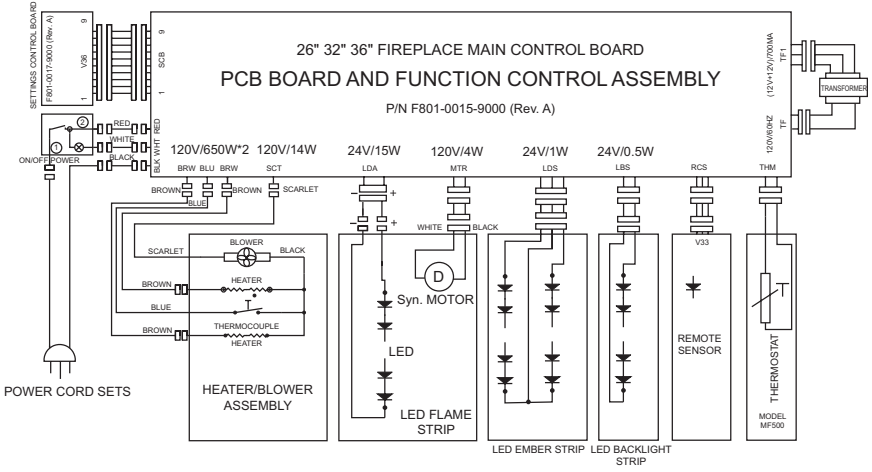 SETTINGS CONTROL BOARD
F801-0017-9000 (Rev. A)
9
V36
1
9
SCB
1
26" 32" 36" FIREPLACE MAIN CONTROL BOARD
PCB BOARD AND FUNCTION CONTROL ASSEMBLY
P/N F801-0015-9000 (Rev. A)
(12V+12V)/700MA
TF1
TRANSFORMER
120V/60HZ
TF
2
1
ON/OFF POWER
RED
WHITE
BLACK
RED
WHT
BLK
120V/650W*2
120V/14W
24V/15W
120V/4W
24V/1W
24V/0.5W
BRW
BLU
BRW
SCT
LDA
MTR
LDS
LBS
RCS
THM
BROWN
BLUE
BROWN
SCARLET
–
+
–
+
WHITE
BLACK
V33
SCARLET
BLOWER
BLACK
BROWN
HEATER
T
BLUE
THERMOCOUPLE
BROWN
HEATER
HEATER/BLOWER
ASSEMBLY
POWER CORD SETS
D
Syn. MOTOR
LED
LED FLAME
STRIP
LED EMBER STRIP
LED BACKLIGHT
STRIP
REMOTE
SENSOR
T
THERMOSTAT
MODEL
MF500